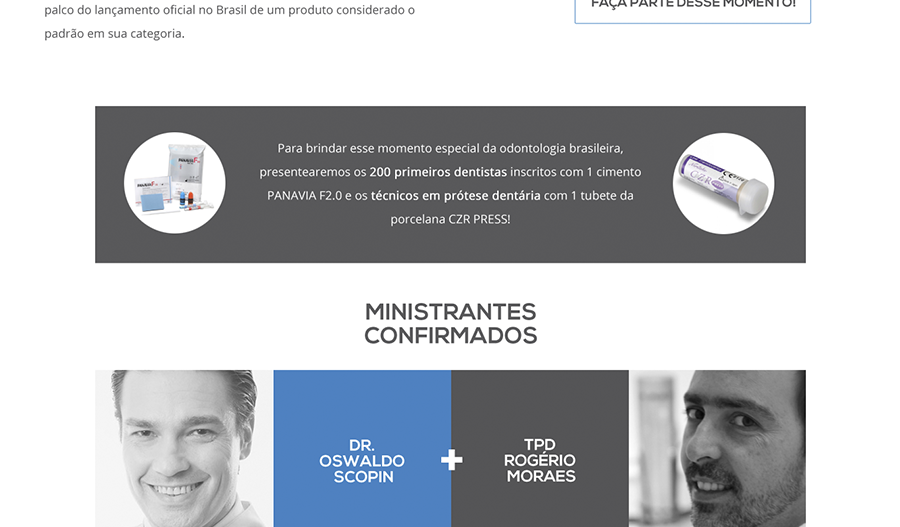 palco do lançamento oficial no Brasil de um produto considerado o
padrão em sua categoria.
FAÇA PARTE DESSE MOMENTO!
Para brindar esse momento especial da odontologia brasileira,
presentearemos os 200 primeiros dentistas inscritos com 1 cimento
PANAVIA F2.0 e os técnicos em prótese dentária com 1 tubete da
porcelana CZR PRESS!
PANAVIA F
CZR
MINISTRANTES
CONFIRMADOS
DR.
OSWALDO
SCOPIN
+
TPD
ROGÉRIO
MORAES